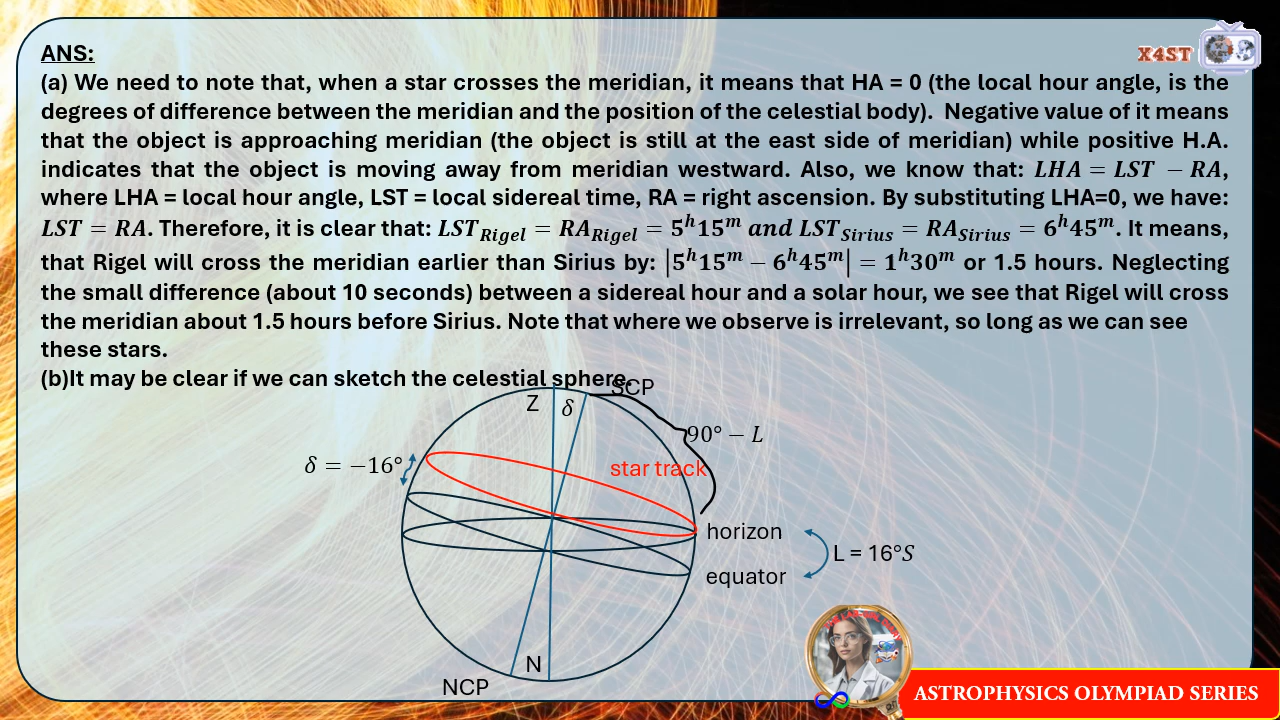 ANS:
X4ST
(a) We need to note that, when a star crosses the meridian, it means that HA = 0 (the local hour angle, is the
degrees of difference between the meridian and the position of the celestial body). Negative value of it means
that the object is approaching meridian (the object is still at the east side of meridian) while positive H.A.
indicates that the object is moving away from meridian westward. Also, we know that: LHA = LST − RA,
where LHA = local hour angle, LST = local sidereal time, RA = right ascension. By substituting LHA=0, we have:
LST = RA. Therefore, it is clear that: LST_Rigel = RA_Rigel = 5^h15^m and LST_Sirius = RA_Sirius = 6^h45^m. It means,
that Rigel will cross the meridian earlier than Sirius by: |5^h15^m − 6^h45^m| = 1^h30^m or 1.5 hours. Neglecting
the small difference (about 10 seconds) between a sidereal hour and a solar hour, we see that Rigel will cross
the meridian about 1.5 hours before Sirius. Note that where we observe is irrelevant, so long as we can see
these stars.
(b)It may be clear if we can sketch the celestial sphere.
SCP
Z
δ
90° − L
δ = −16°
star track
horizon
L = 16°S
equator
N
NCP
ASTROPHYSICS OLYMPIAD SERIES